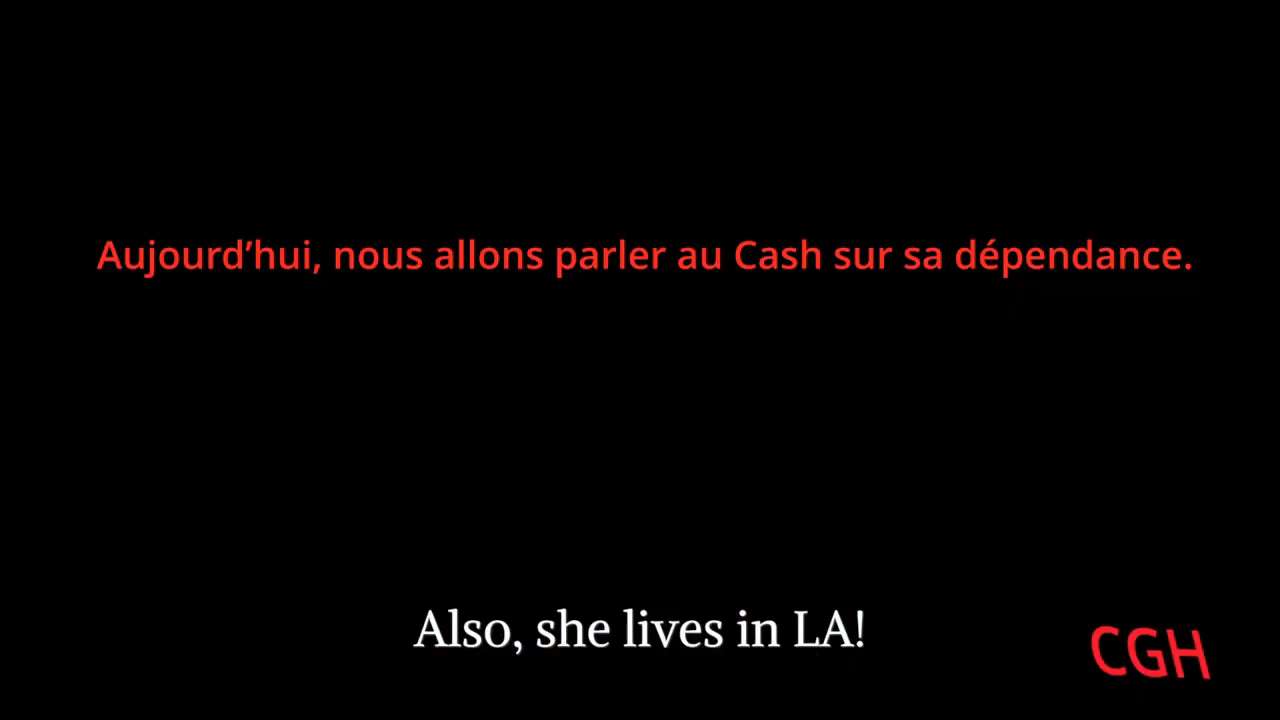 Aujourd’hui, nous allons parler au Cash sur sa dépendance.
Also, she lives in LA!
CGH